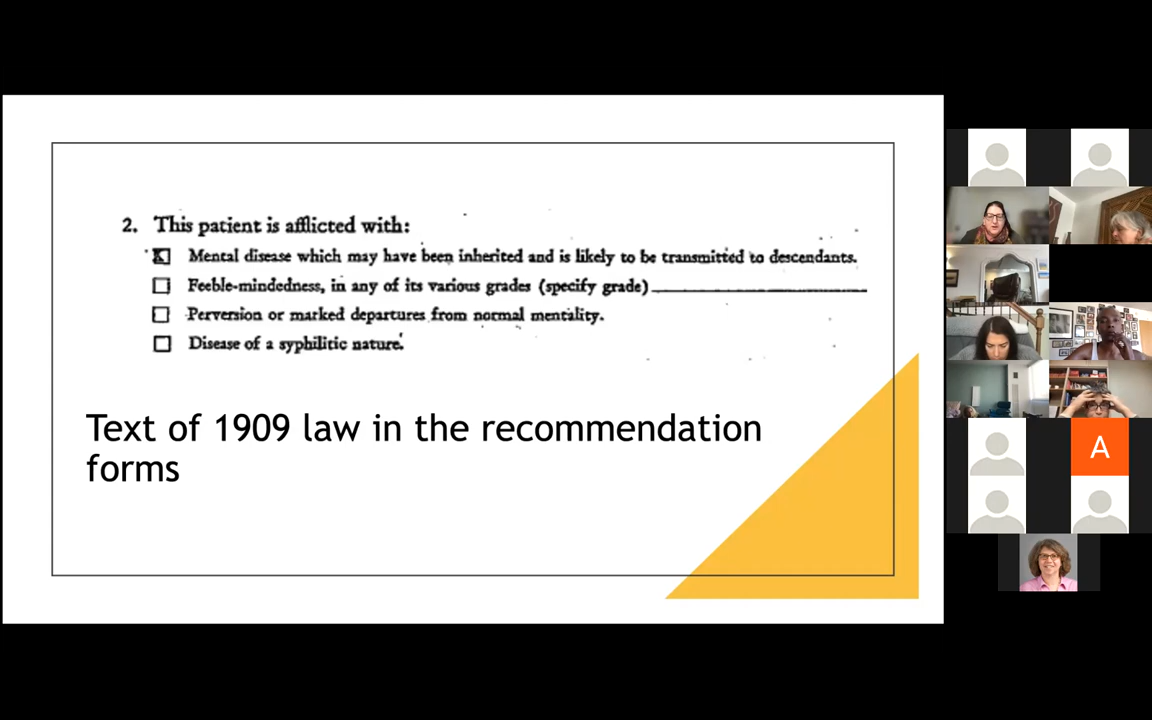 2. This patient is afflicted with:
Mental disease which may have been inherited and is likely to be transmitted to descendants.
Feeble-mindedness, in any of its various grades (specify grade)
Perversion or marked departures from normal mentality.
Disease of a syphilitic nature.
Text of 1909 law in the recommendation
forms
A